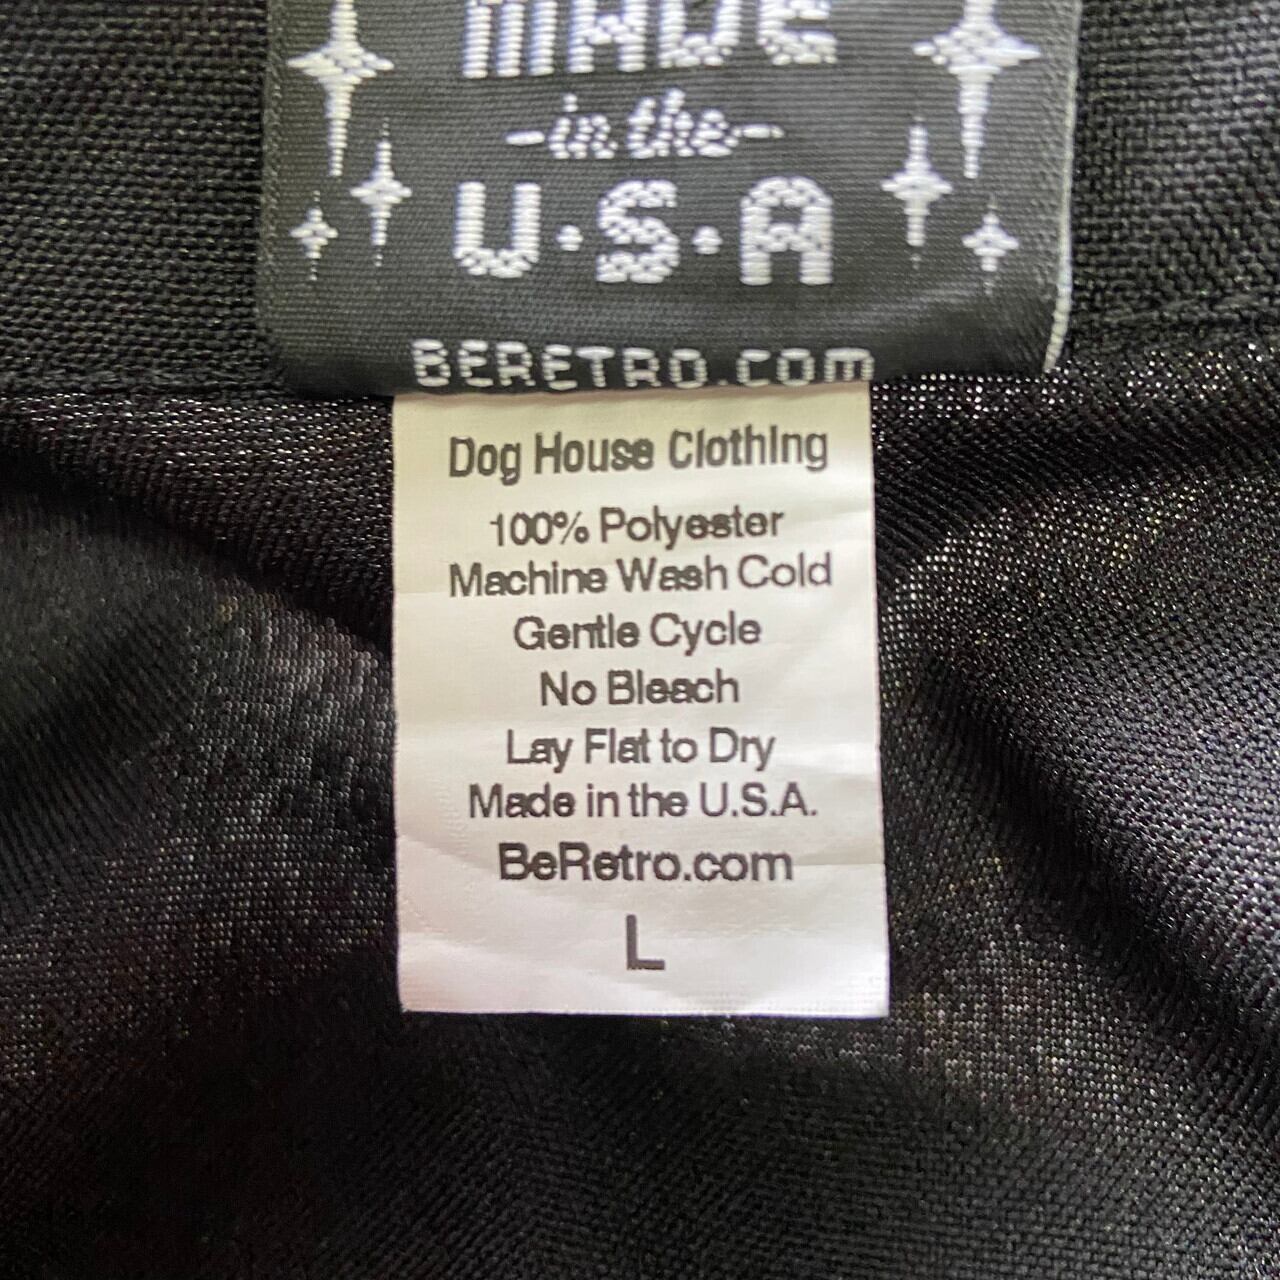 MADE
-in the-
U·S·A
BERETRO.COM
Dog House Clothing
100% Polyester
Machine Wash Cold
Gentle Cycle
No Bleach
Lay Flat to Dry
Made in the U.S.A.
BeRetro.com
L